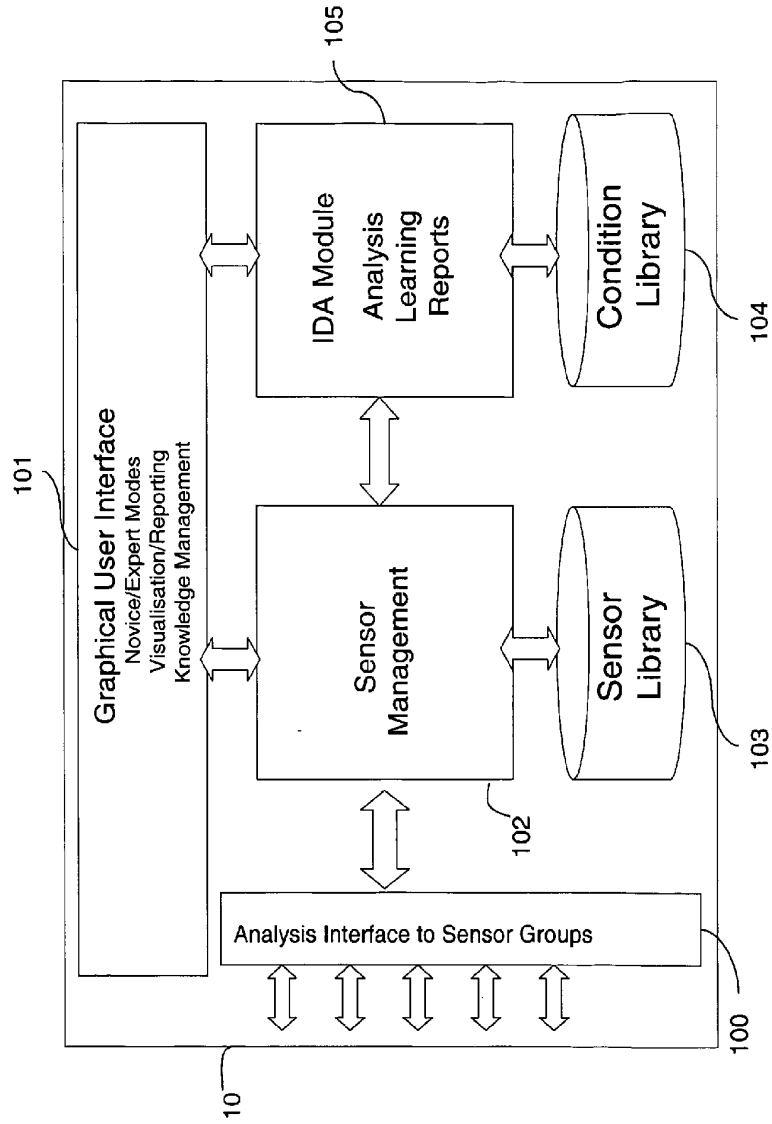 101
Graphical User Interface
Novice/Expert Modes
Visualisation/Reporting
Knowledge Management
105
IDA Module
Analysis
Learning
Reports
Sensor
Management
102
Analysis Interface to Sensor Groups
10
100
Sensor
Library
103
Condition
Library
104